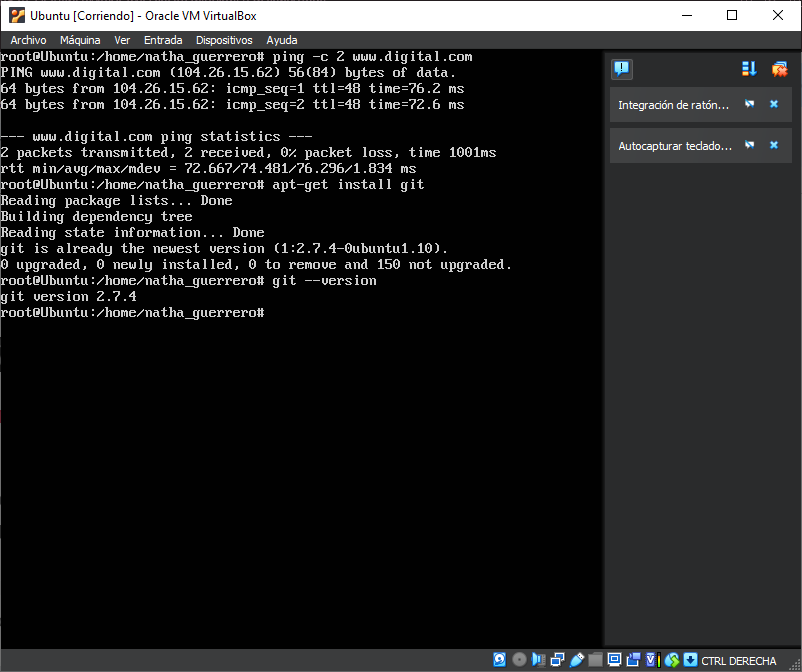 Ubuntu [Corriendo] - Oracle VM VirtualBox
Archivo Máquina Ver Entrada Dispositivos Ayuda
root@Ubuntu:/home/natha_guerrero# ping -c 2 www.digital.com
PING www.digital.com (104.26.15.62) 56(84) bytes of data.
64 bytes from 104.26.15.62: icmp_seq=1 ttl=48 time=76.2 ms
64 bytes from 104.26.15.62: icmp_seq=2 ttl=48 time=72.6 ms
--- www.digital.com ping statistics ---
2 packets transmitted, 2 received, 0% packet loss, time 1001ms
rtt min/avg/max/mdev = 72.667/74.481/76.296/1.834 ms
root@Ubuntu:/home/natha_guerrero# apt-get install git
Reading package lists... Done
Building dependency tree
Reading state information... Done
git is already the newest version (1:2.7.4-0ubuntu1.10).
0 upgraded, 0 newly installed, 0 to remove and 150 not upgraded.
root@Ubuntu:/home/natha_guerrero# git --version
git version 2.7.4
root@Ubuntu:/home/natha_guerrero#
Integración de ratón...
Autocapturar teclado...
CTRL DERECHA